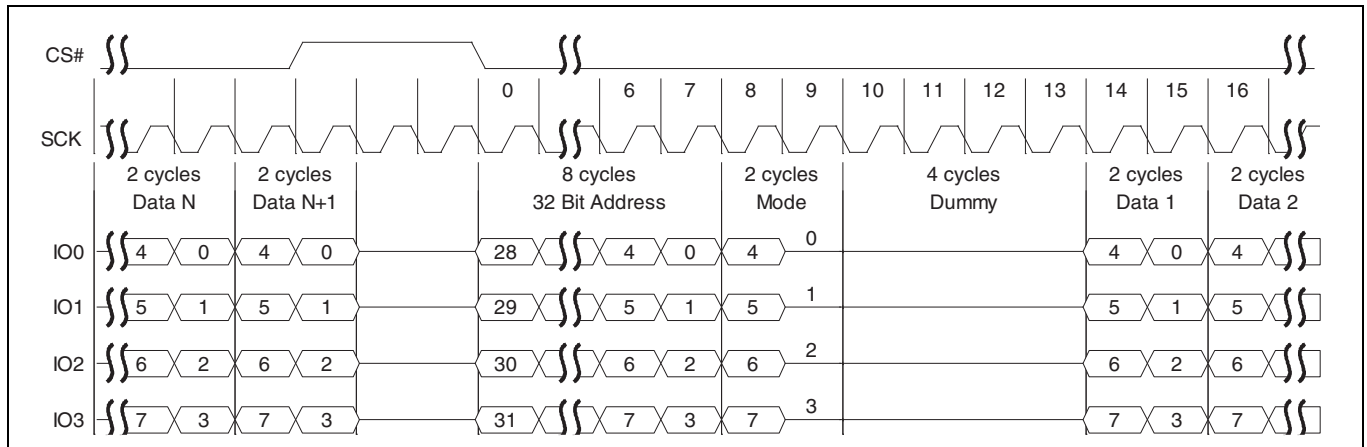 CS#
0 6 7 8 9 10 11 12 13 14 15 16
SCK
2 cycles 2 cycles 8 cycles 2 cycles 4 cycles 2 cycles 2 cycles
Data N Data N+1 32 Bit Address Mode Dummy Data 1 Data 2
IO0 4 0 4 0 28 4 0 4 0 4 0 4
IO1 5 1 5 1 29 5 1 5 1 5 1 5
IO2 6 2 6 2 30 6 2 6 2 6 2 6
IO3 7 3 7 3 31 7 3 7 3 7 3 7